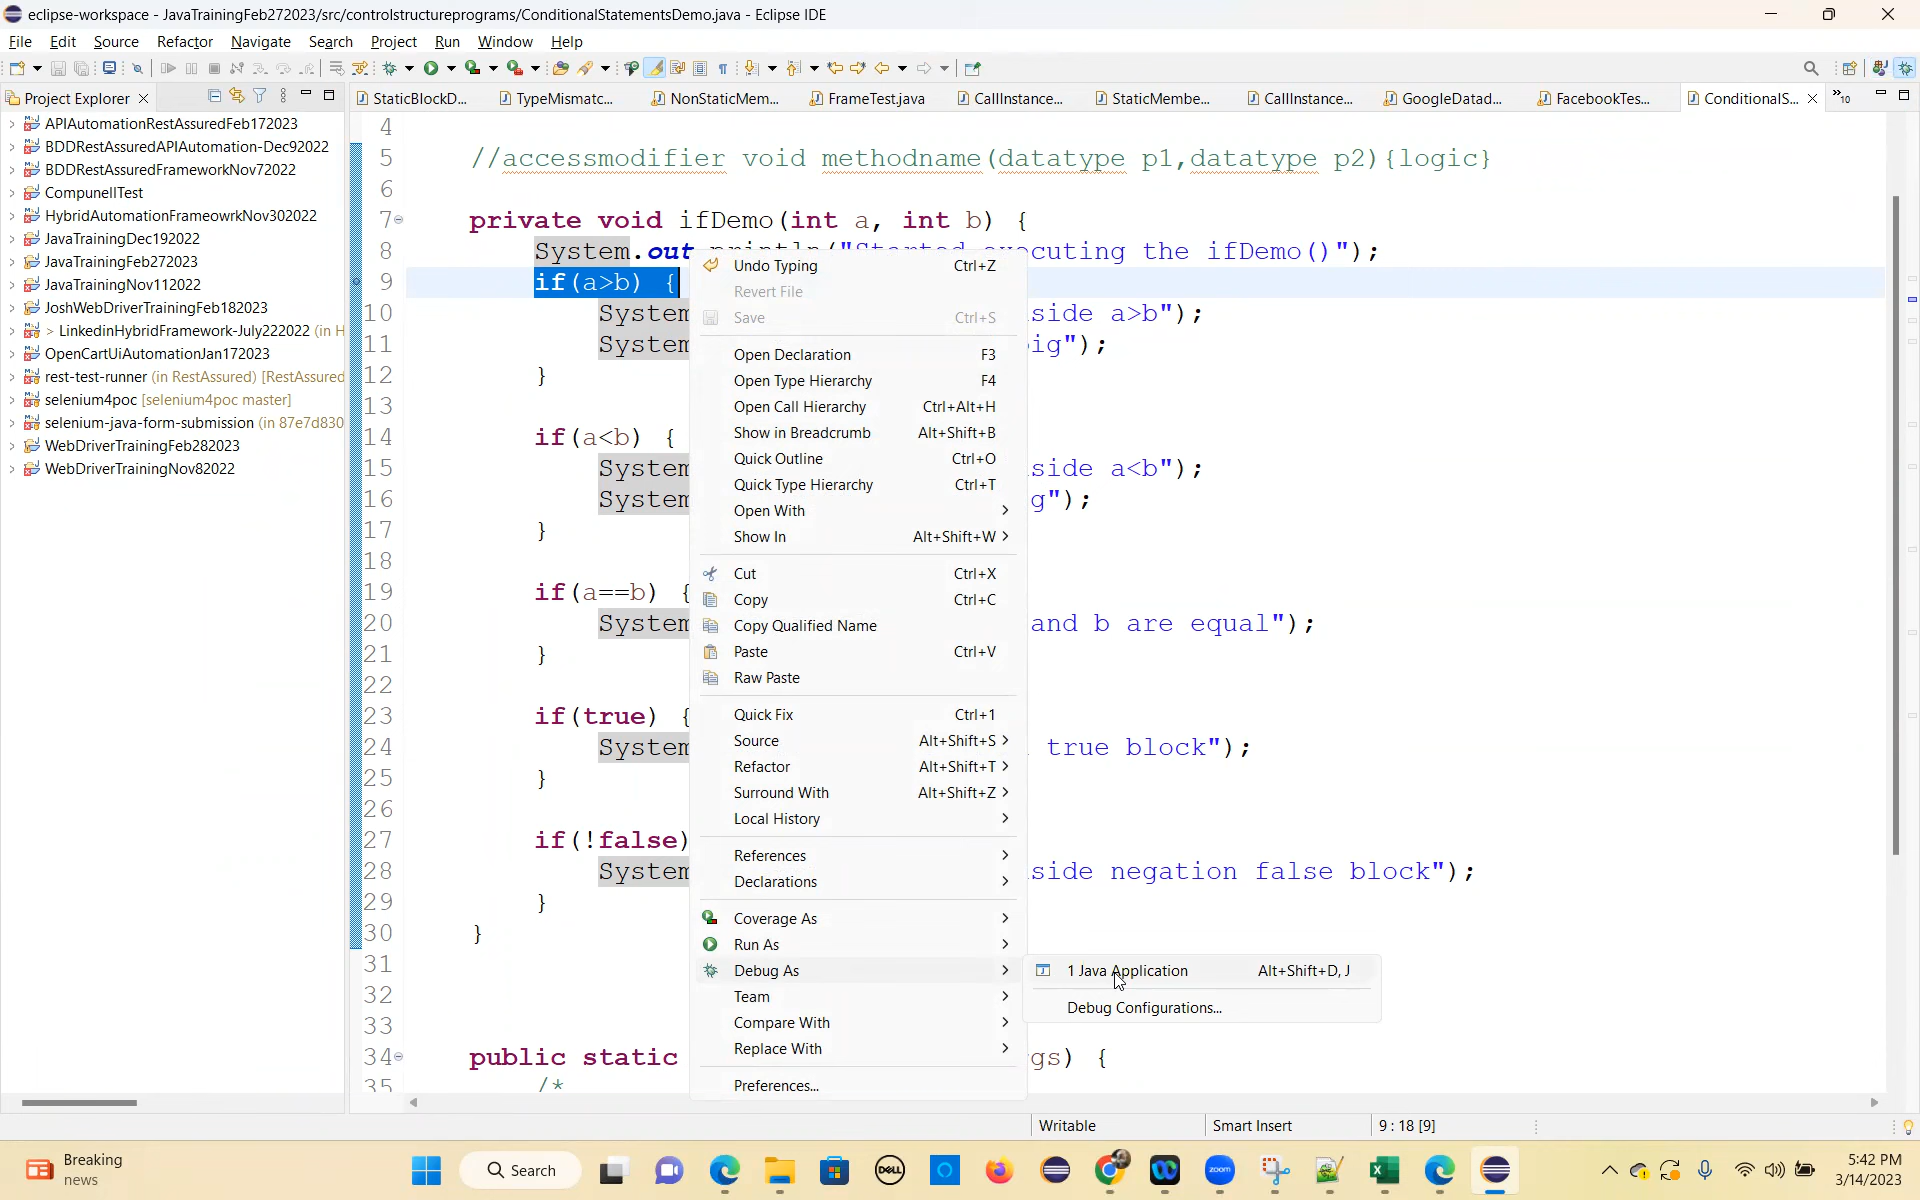 eclipse-workspace - JavaTrainingFeb272023/src/controlstructureprograms/ConditionalStatementsDemo.java - Eclipse IDE
File Edit Source Refactor Navigate Search Project Run Window Help
Project Explorer
StaticBlockD... TypeMismatc... NonStaticMem... FrameTest.java CallInstance... StaticMembe... CallInstance... GoogleDatad... FacebookTes... ConditionalS... »10
APIAutomationRestAssuredFeb172023
BDDRestAssuredAPIAutomation-Dec92022
BDDRestAssuredFrameworkNov72022
CompunellTest
HybridAutomationFrameowrkNov302022
JavaTrainingDec192022
JavaTrainingFeb272023
JavaTrainingNov112022
JoshWebDriverTrainingFeb182023
> LinkedinHybridFramework-July222022 (in H
OpenCartUiAutomationJan172023
rest-test-runner (in RestAssured) [RestAssured
selenium4poc [selenium4poc master]
selenium-java-form-submission (in 87e7d830
WebDriverTrainingFeb282023
WebDriverTrainingNov82022
4
5 //accessmodifier void methodname(datatype p1,datatype p2){logic}
6
7 private void ifDemo(int a, int b) {
8 System.out.println("Started executing the ifDemo()");
9 if(a>b) {
10 System side a>b");
11 System ig");
12 }
13
14 if(a<b) {
15 System side a<b");
16 System g");
17 }
18
19 if(a==b) {
20 System and b are equal");
21 }
22
23 if(true) {
24 System true block");
25 }
26
27 if(!false)
28 System side negation false block");
29 }
30 }
31
32
33
34 public static gs) {
35 /*
Undo Typing Ctrl+Z
Revert File
Save Ctrl+S
Open Declaration F3
Open Type Hierarchy F4
Open Call Hierarchy Ctrl+Alt+H
Show in Breadcrumb Alt+Shift+B
Quick Outline Ctrl+O
Quick Type Hierarchy Ctrl+T
Open With
Show In Alt+Shift+W
Cut Ctrl+X
Copy Ctrl+C
Copy Qualified Name
Paste Ctrl+V
Raw Paste
Quick Fix Ctrl+1
Source Alt+Shift+S
Refactor Alt+Shift+T
Surround With Alt+Shift+Z
Local History
References
Declarations
Coverage As
Run As
Debug As
Team
Compare With
Replace With
Preferences...
1 Java Application Alt+Shift+D, J
Debug Configurations...
Writable Smart Insert 9 : 18 [9]
Breaking
news
Search
DELL
zoom
5:42 PM
3/14/2023